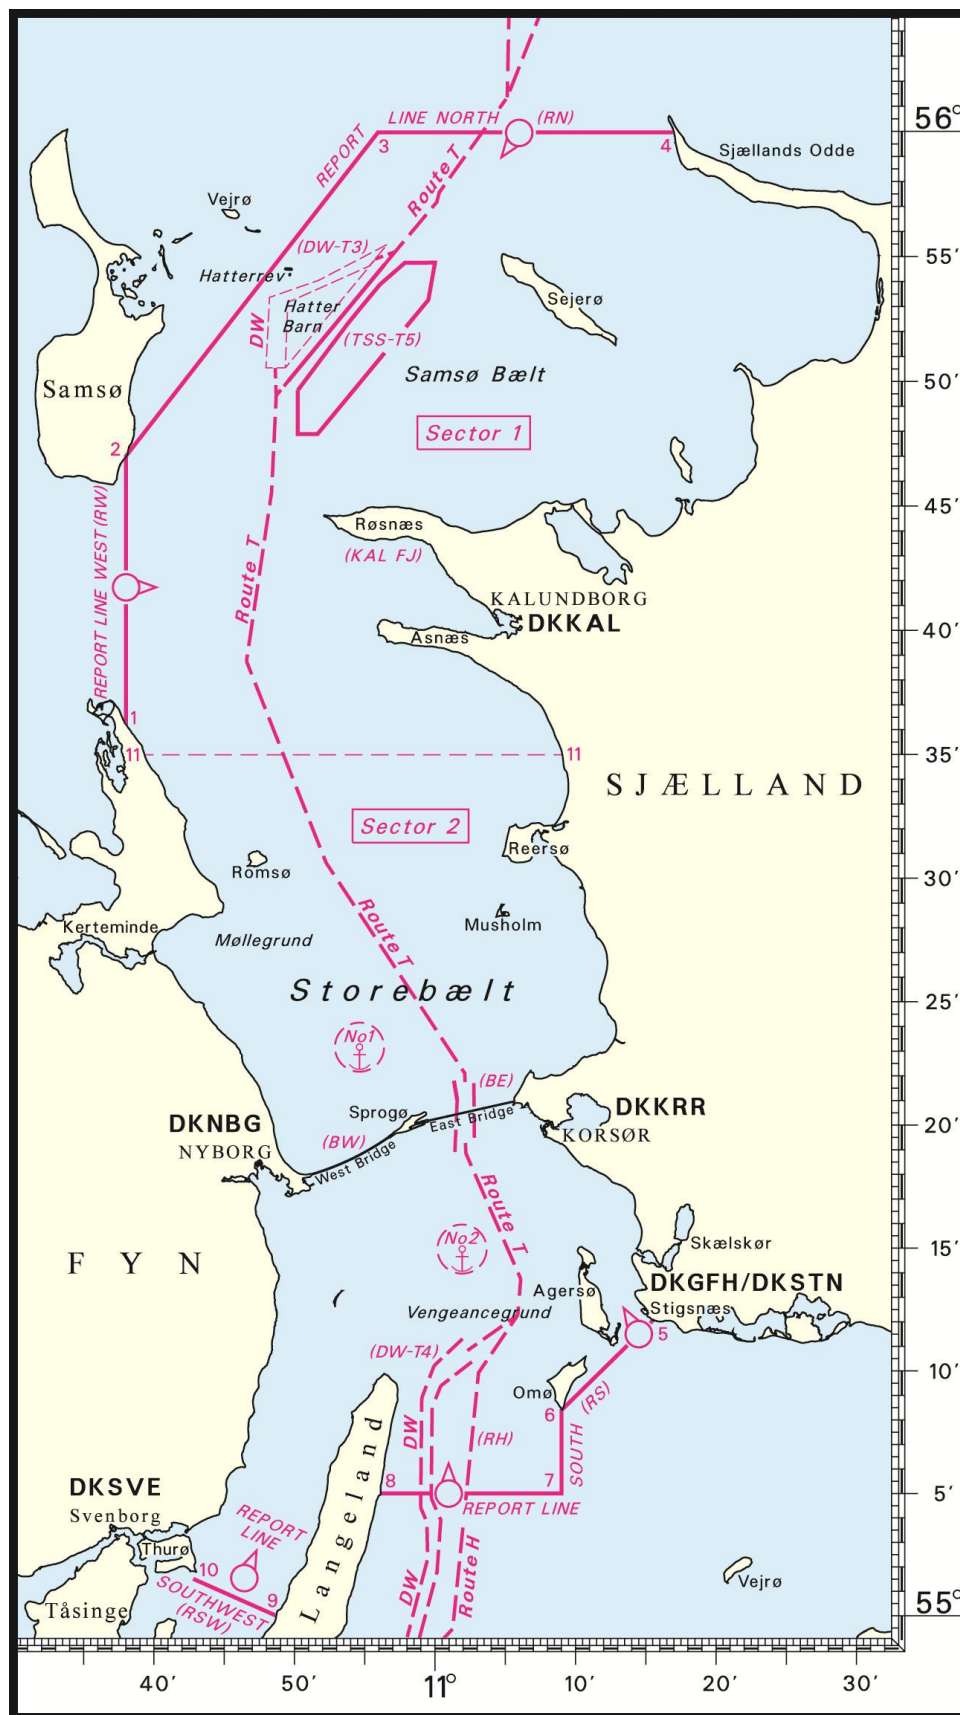 56°
LINE NORTH
(RN)
3
4
REPORT
Sjællands Odde
Route T
Vejrø
(DW-T3)
55′
Hatterrev
Hatter
Barn
Sejerø
DW
(TSS-T5)
Samsø
Samsø Bælt
50′
Sector 1
2
45′
REPORT LINE WEST (RW)
Røsnæs
(KAL FJ)
Route T
KALUNDBORG
DKKAL
40′
Asnæs
1
11
11
35′
SJÆLLAND
Sector 2
Reersø
Romsø
30′
Route T
Musholm
Kerteminde
Møllegrund
Storebælt
25′
No1
(BE)
DKNBG
Sprogø
East Bridge
DKKRR
NYBORG
(BW)
West Bridge
KORSØR
20′
Route T
No2
Skælskør
15′
FYN
Agersø
DKGFH/DKSTN
Vengeancegrund
Stigsnæs
5
(DW-T4)
10′
Omø
(RS)
6
DW
(RH)
SOUTH
8
7
5′
DKSVE
REPORT LINE
Svenborg
REPORT
LINE
Langeland
Thurø
10
Route H
Vejrø
SOUTHWEST
(RSW)
9
DW
Tåsinge
55°
40′
50′
11°
10′
20′
30′